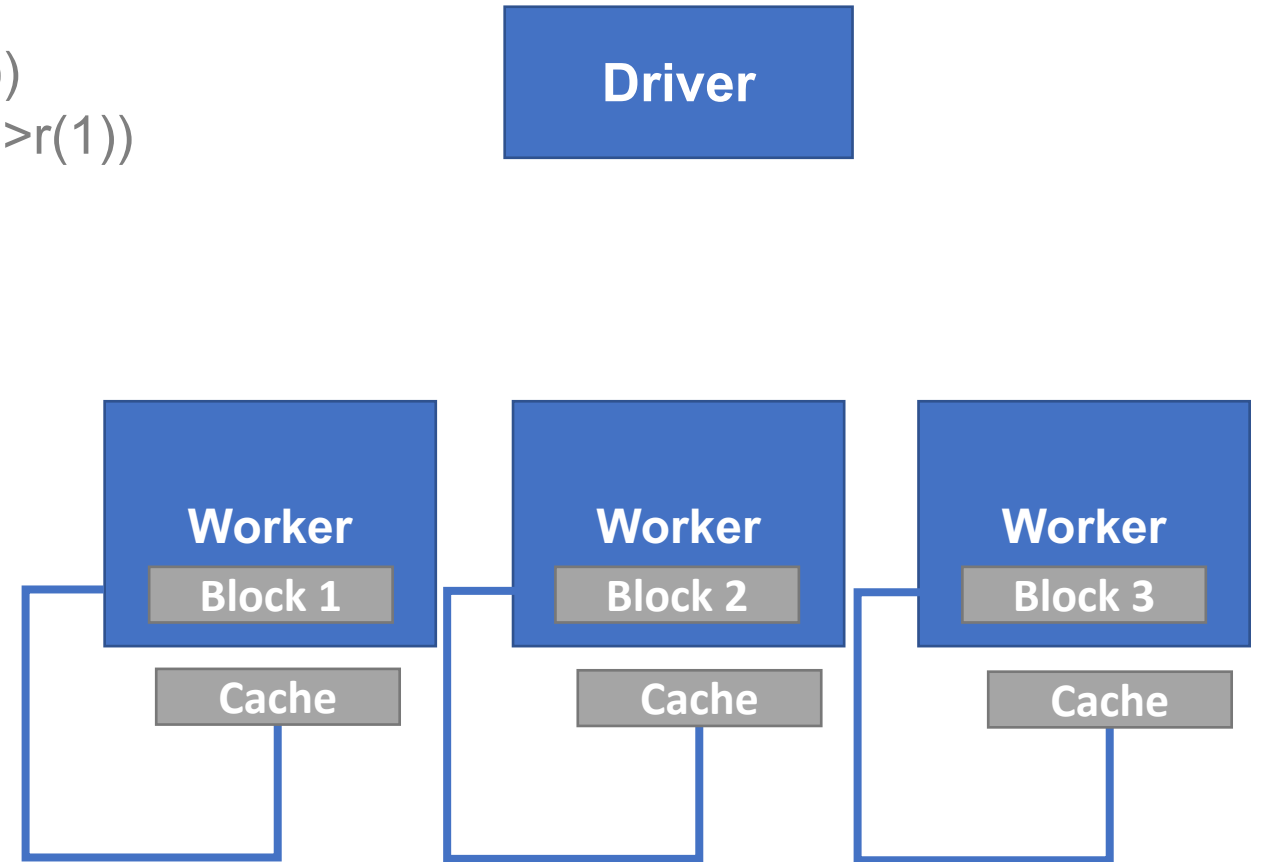 )
>r(1))
Driver
Worker
Worker
Worker
Block 1
Block 2
Block 3
Cache
Cache
Cache